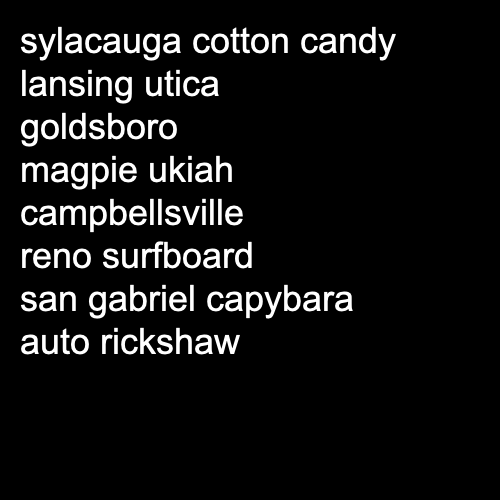 sylacauga cotton candy
lansing utica
goldsboro
magpie ukiah
campbellsville
reno surfboard
san gabriel capybara
auto rickshaw